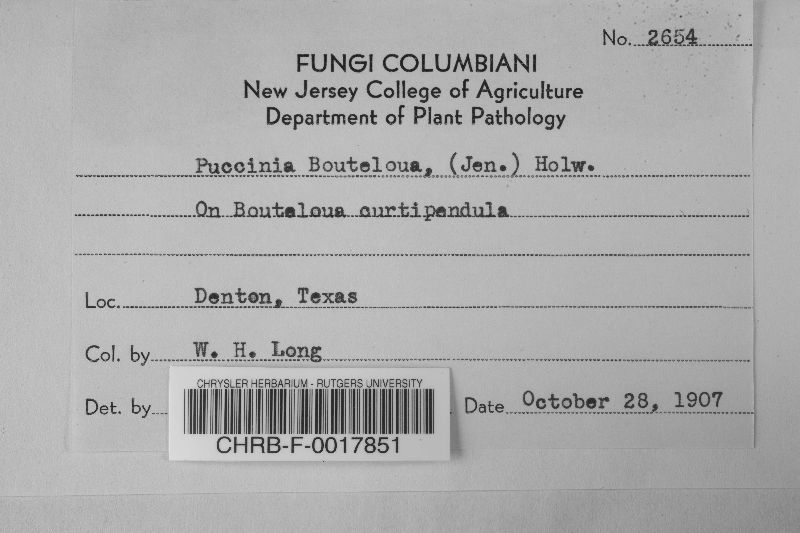 No. 2654
FUNGI COLUMBIANI
New Jersey College of Agriculture
Department of Plant Pathology
Puccinia Bouteloua, (Jen.) Holw.
On Bouteloua curtipendula
Loc. Denton, Texas
Col. by W. H. Long
Det. by Date October 28, 1907
CHRYSLER HERBARIUM - RUTGERS UNIVERSITY
CHRB-F-0017851